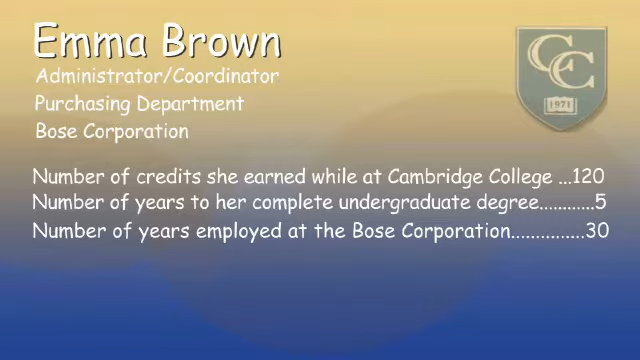 Emma Brown
Administrator/Coordinator
Purchasing Department
Bose Corporation
CC
1971
Number of credits she earned while at Cambridge College ...120
Number of years to her complete undergraduate degree............5
Number of years employed at the Bose Corporation...............30